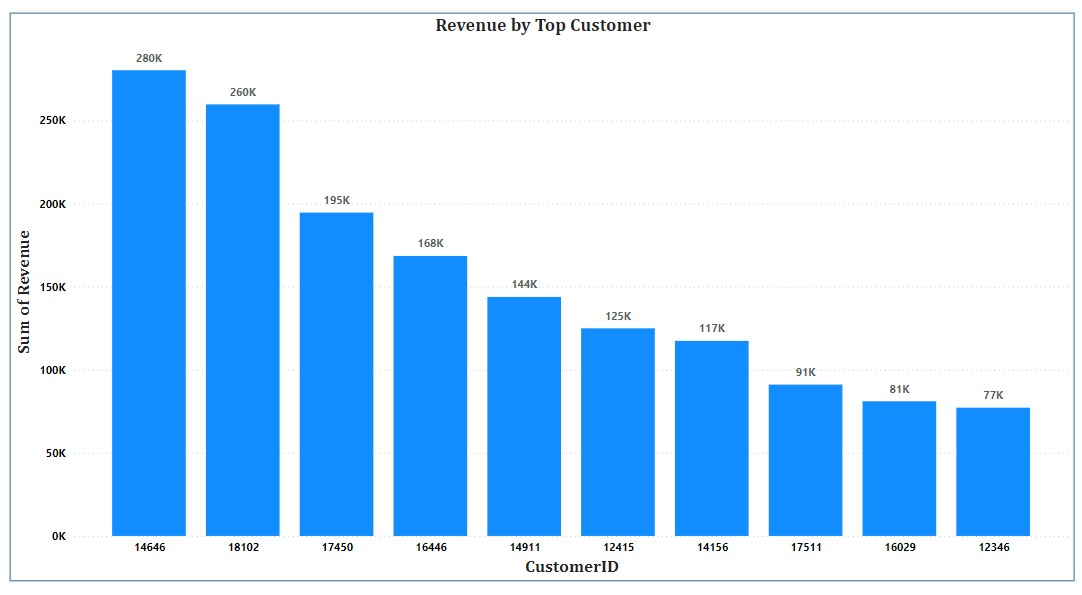 Revenue by Top Customer
Sum of Revenue
250K
200K
150K
100K
50K
0K
280K
260K
195K
168K
144K
125K
117K
91K
81K
77K
14646
18102
17450
16446
14911
12415
14156
17511
16029
12346
CustomerID